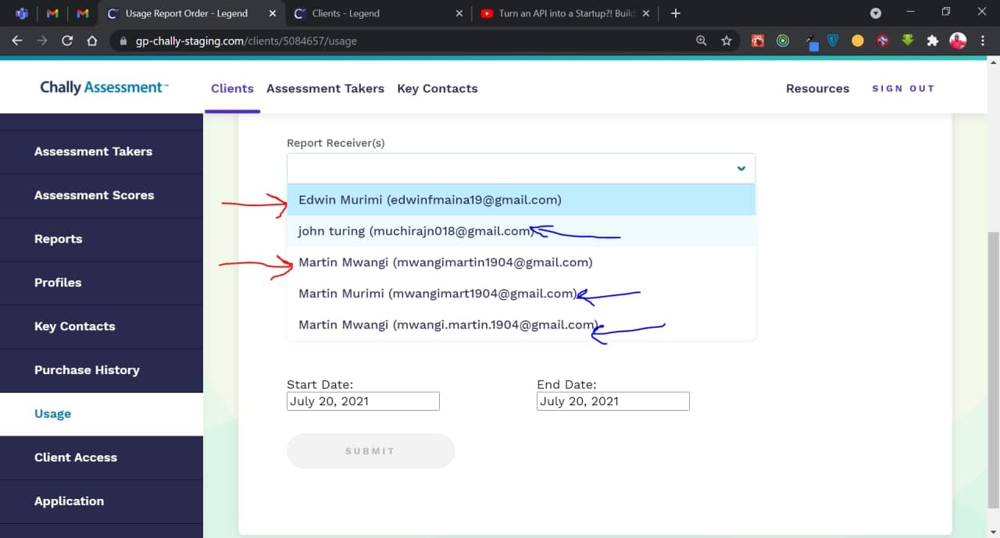 Usage Report Order - Legend
Clients - Legend
Turn an API into a Startup?! Build
gp-chally-staging.com/clients/5084657/usage
Chally Assessment™
Clients
Assessment Takers
Key Contacts
Resources
SIGN OUT
Assessment Takers
Assessment Scores
Reports
Profiles
Key Contacts
Purchase History
Usage
Client Access
Application
Report Receiver(s)
Edwin Murimi (edwinfmaina19@gmail.com)
john turing (muchirajn018@gmail.com)
Martin Mwangi (mwangimartin1904@gmail.com)
Martin Murimi (mwangimart1904@gmail.com)
Martin Mwangi (mwangi.martin.1904@gmail.com)
Start Date:
End Date:
July 20, 2021
July 20, 2021
SUBMIT